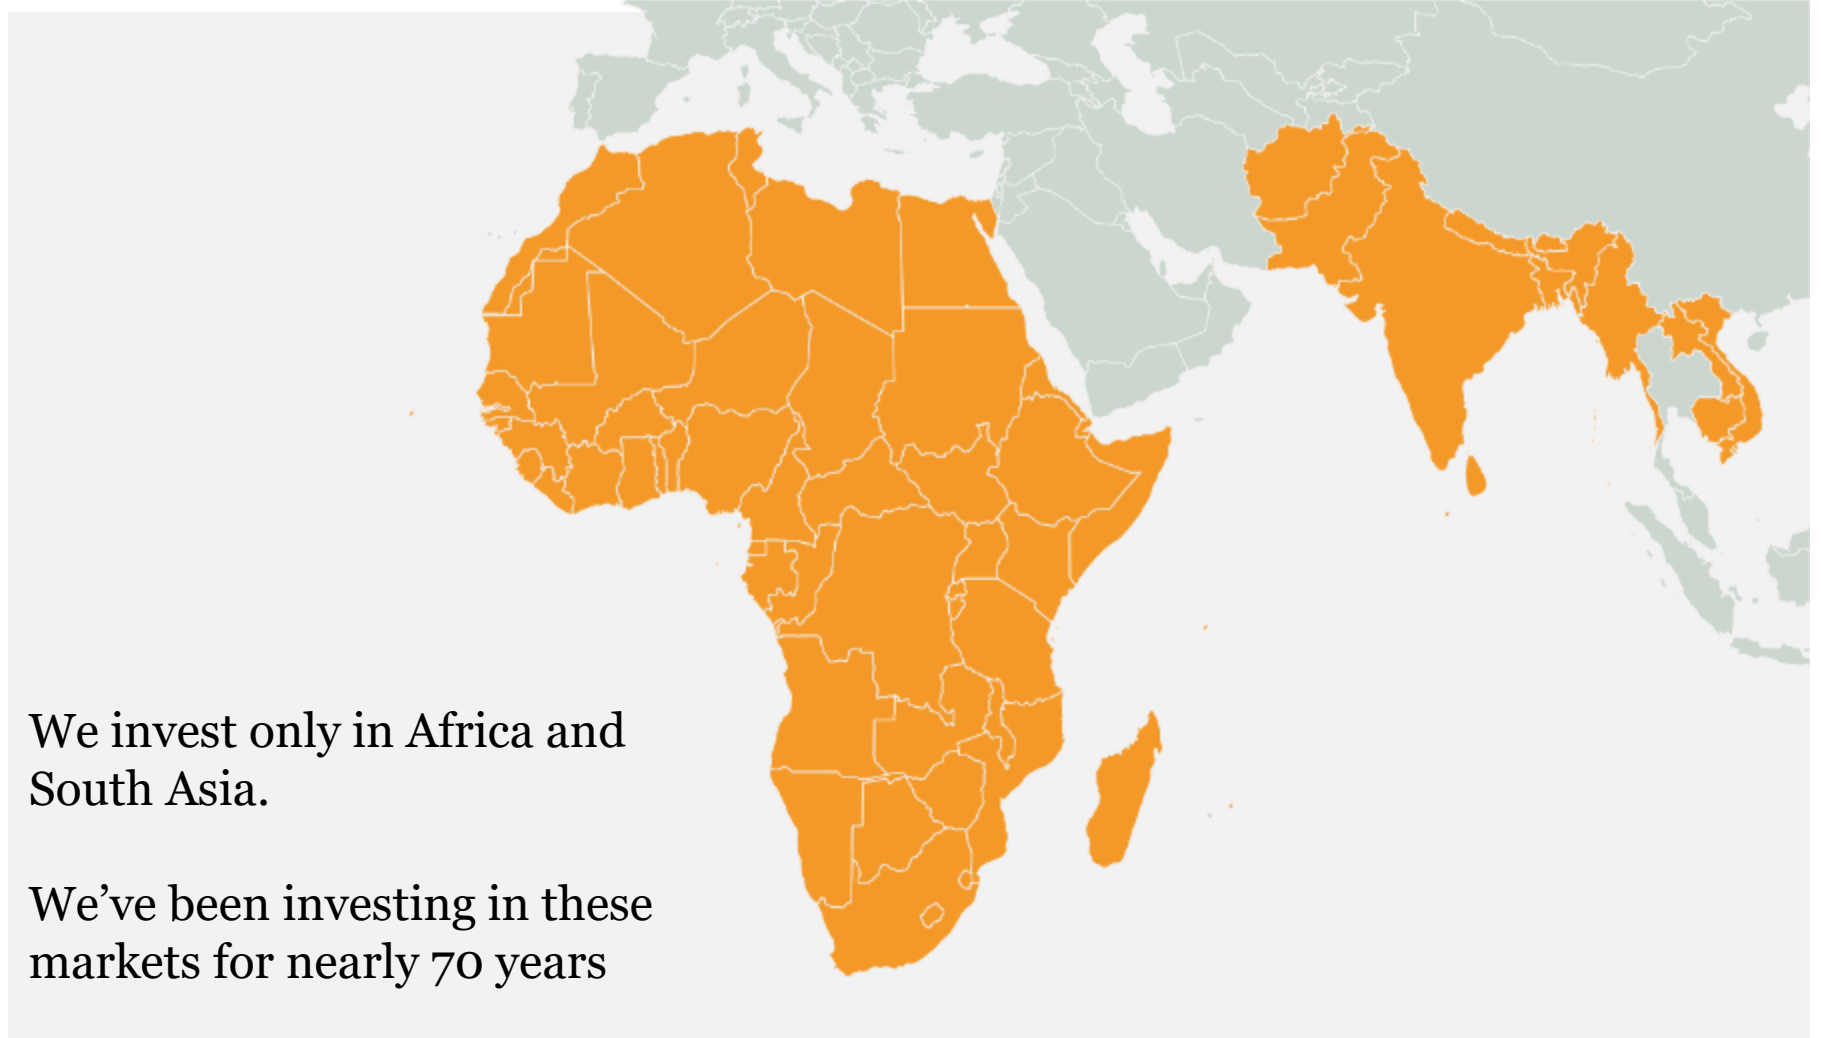 We invest only in Africa and
South Asia.
We’ve been investing in these
markets for nearly 70 years